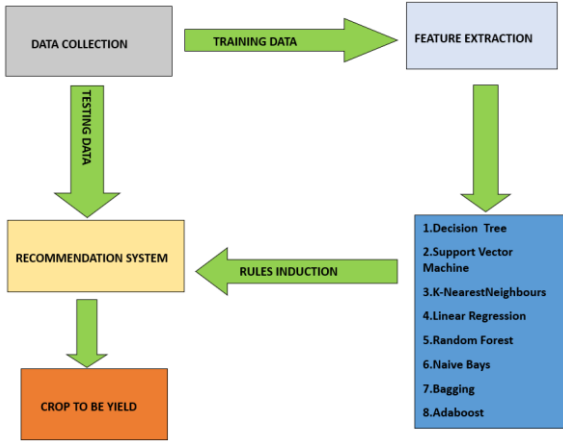 DATA COLLECTION
TRAINING DATA
FEATURE EXTRACTION
TESTING DATA
1.Decision Tree
2.Support Vector
Machine
3.K-NearestNeighbours
4.Linear Regression
5.Random Forest
6.Naive Bays
7.Bagging
8.Adaboost
RULES INDUCTION
RECOMMENDATION SYSTEM
CROP TO BE YIELD